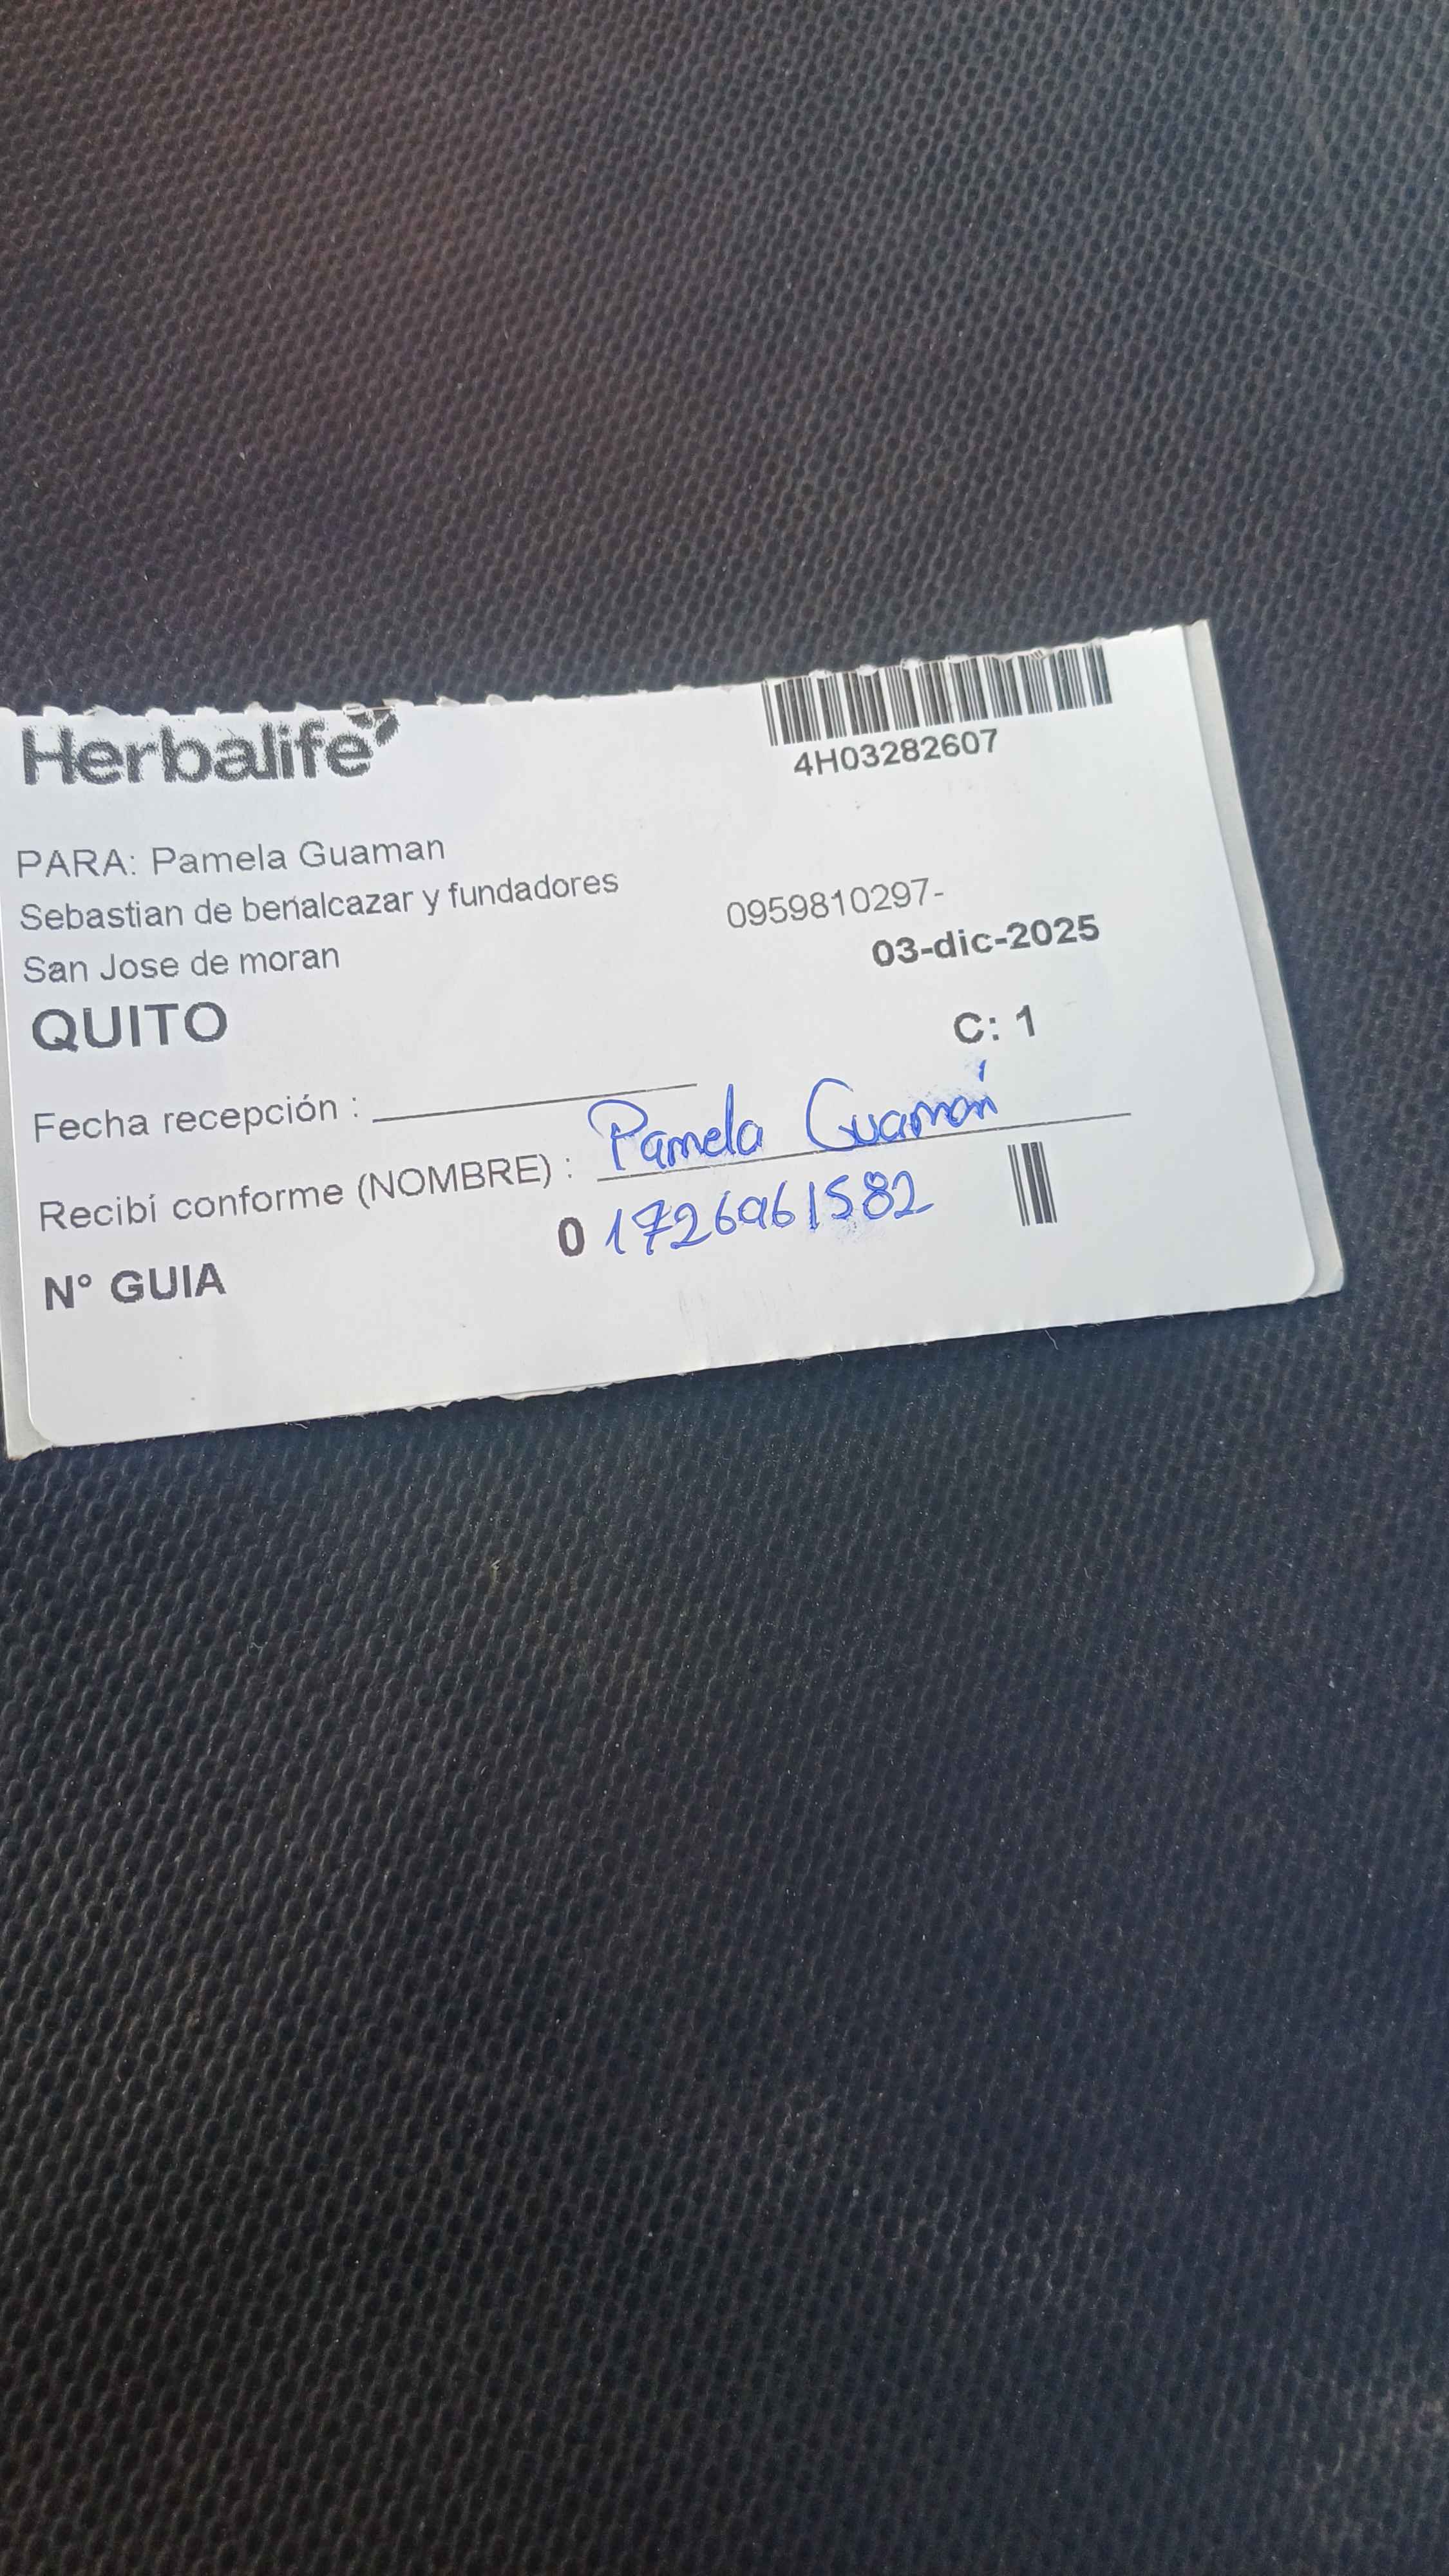 Herbalife
4H03282607
PARA: Pamela Guaman
Sebastian de benalcazar y fundadores
0959810297-
San Jose de moran
03-dic-2025
QUITO
C: 1
Fecha recepción :
Recibí conforme (NOMBRE) : Pamela Guamán
N° GUIA 0 1726961582